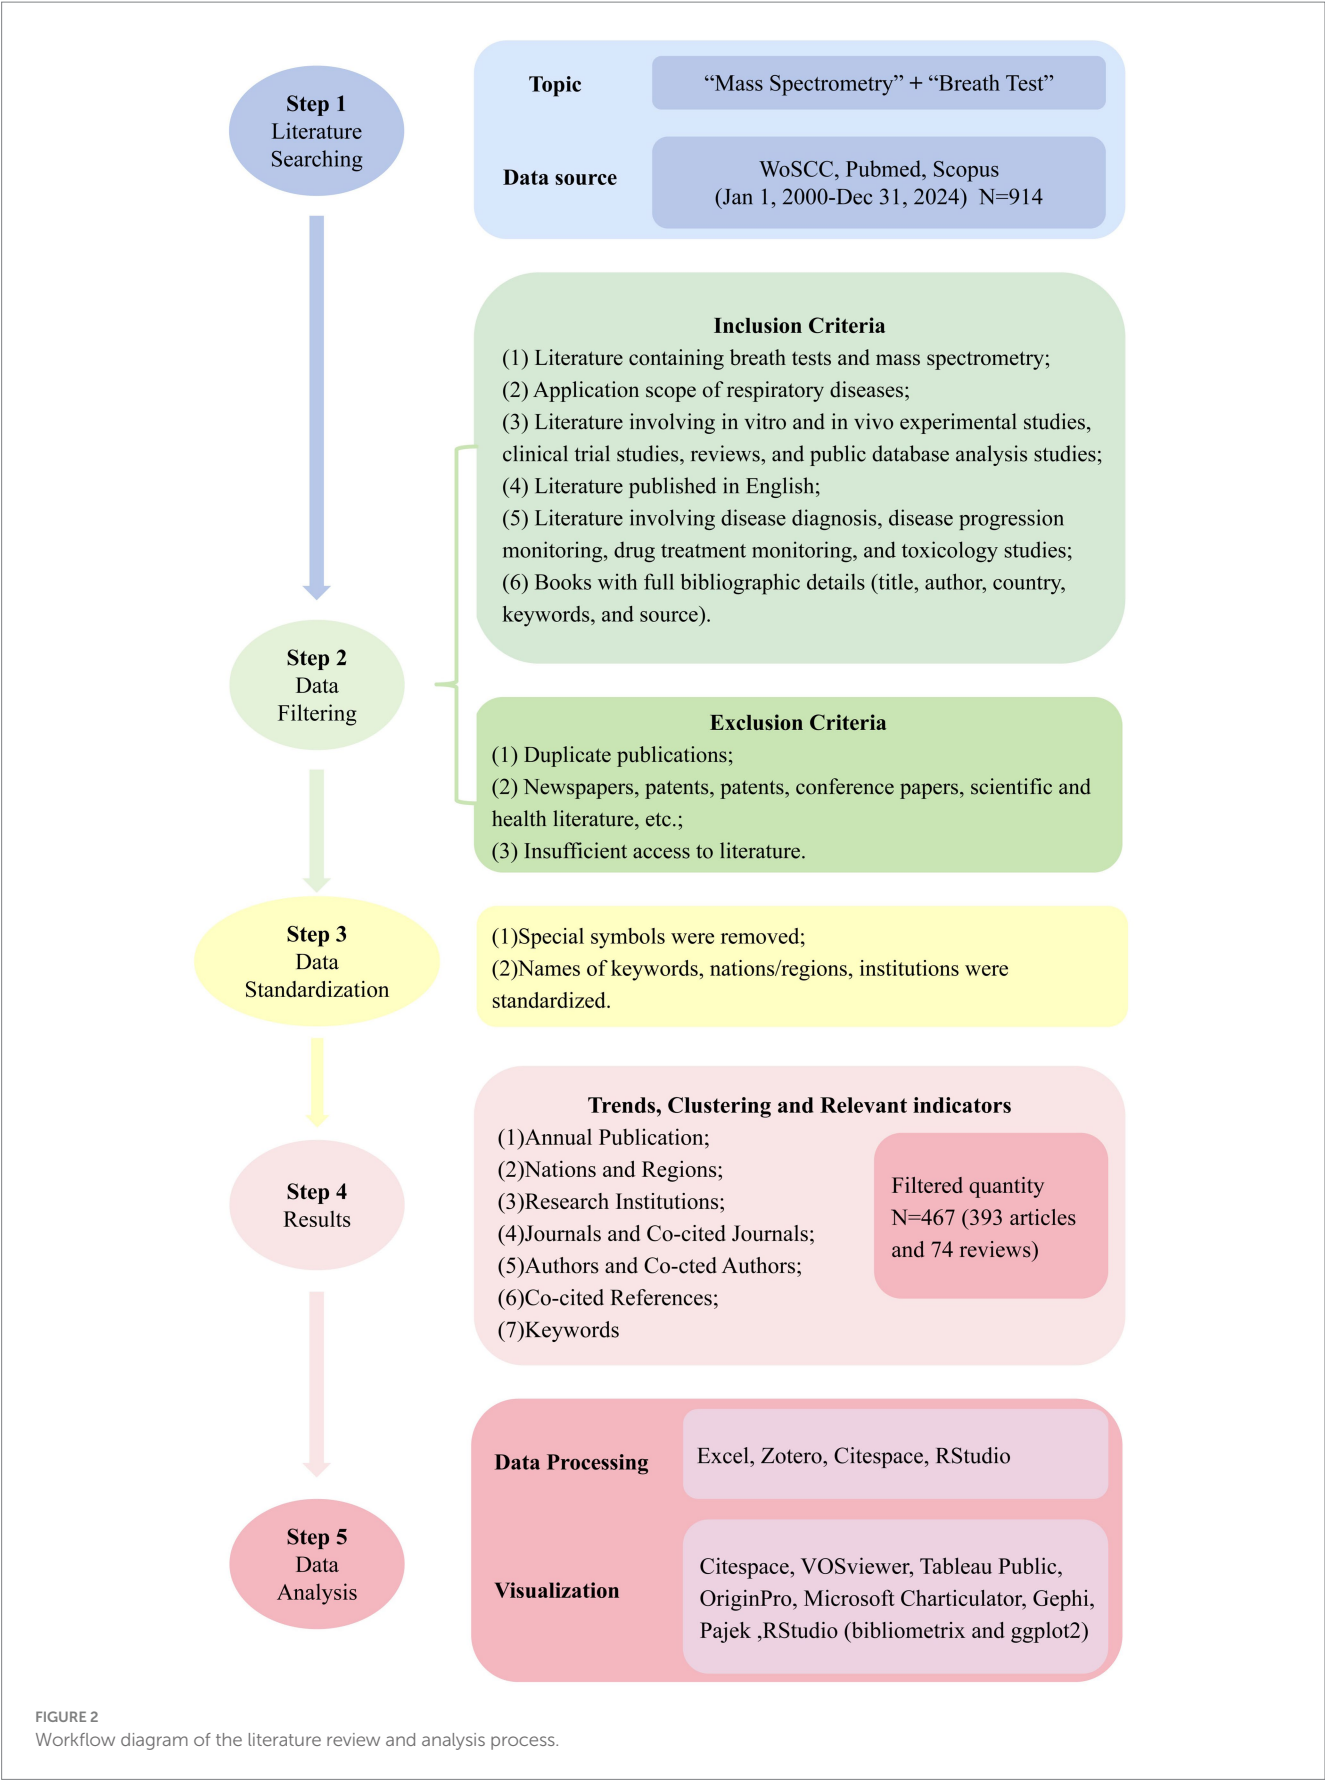 Step 1
Literature
Searching
Topic
“Mass Spectrometry” + “Breath Test”
Data source
WoSCC, Pubmed, Scopus
(Jan 1, 2000-Dec 31, 2024)  N=914
Inclusion Criteria
(1) Literature containing breath tests and mass spectrometry;
(2) Application scope of respiratory diseases;
(3) Literature involving in vitro and in vivo experimental studies,
clinical trial studies, reviews, and public database analysis studies;
(4) Literature published in English;
(5) Literature involving disease diagnosis, disease progression
monitoring, drug treatment monitoring, and toxicology studies;
(6) Books with full bibliographic details (title, author, country,
keywords, and source).
Step 2
Data
Filtering
Exclusion Criteria
(1) Duplicate publications;
(2) Newspapers, patents, patents, conference papers, scientific and
health literature, etc.;
(3) Insufficient access to literature.
Step 3
Data
Standardization
(1)Special symbols were removed;
(2)Names of keywords, nations/regions, institutions were
standardized.
Step 4
Results
Trends, Clustering and Relevant indicators
(1)Annual Publication;
(2)Nations and Regions;
(3)Research Institutions;
(4)Journals and Co-cited Journals;
(5)Authors and Co-cted Authors;
(6)Co-cited References;
(7)Keywords
Filtered quantity
N=467 (393 articles
and 74 reviews)
Step 5
Data
Analysis
Data Processing
Excel, Zotero, Citespace, RStudio
Visualization
Citespace, VOSviewer, Tableau Public,
OriginPro, Microsoft Charticulator, Gephi,
Pajek ,RStudio (bibliometrix and ggplot2)
FIGURE 2
Workflow diagram of the literature review and analysis process.